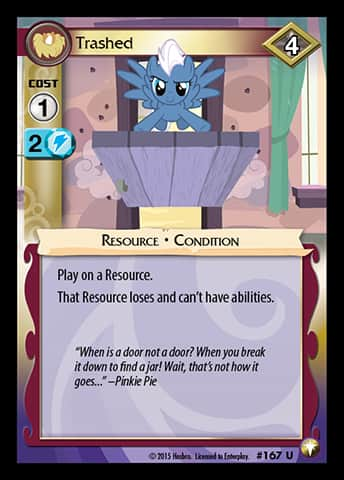 Trashed
4
COST
1
2
RESOURCE • CONDITION
Play on a Resource.
That Resource loses and can't have abilities.
“When is a door not a door? When you break
it down to find a jar! Wait, that's not how it
goes...” –Pinkie Pie
© 2015 Hasbro. Licensed to Enterplay. #167 U